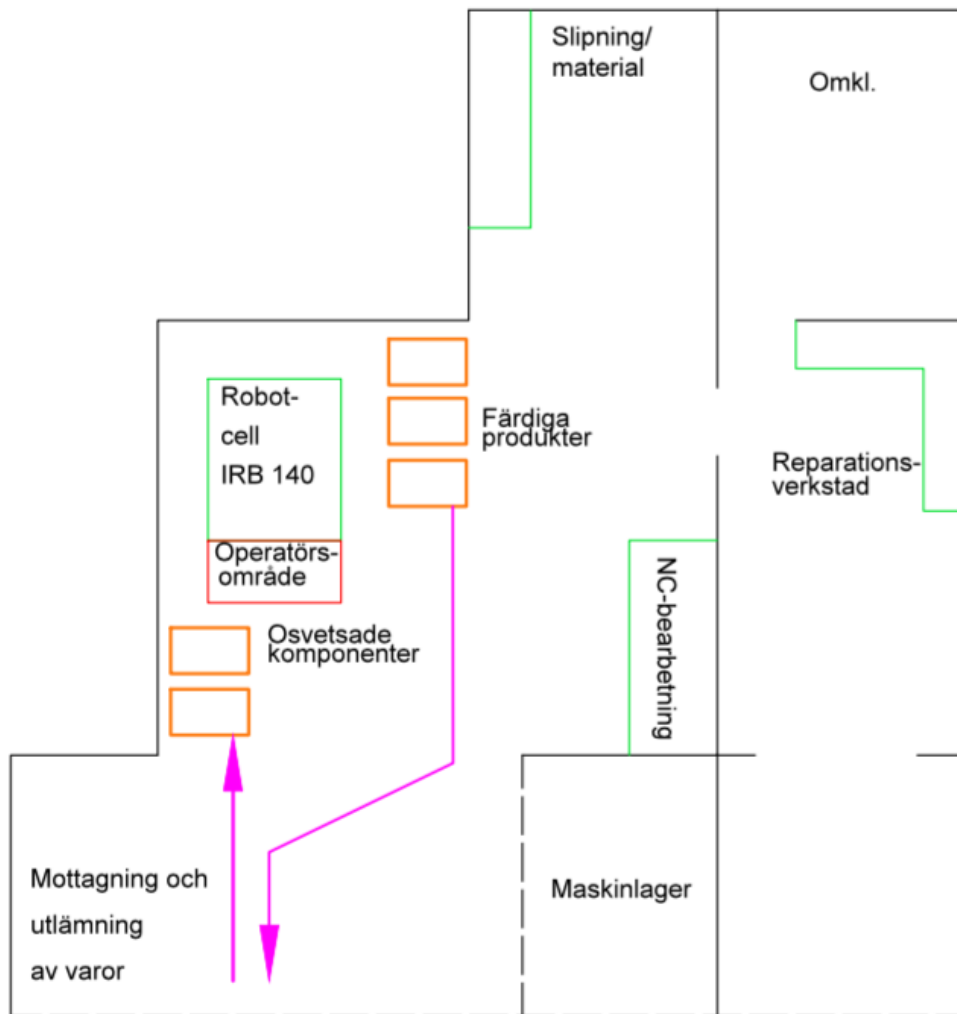 Slipning/
material
Omkl.
Robot-
cell
IRB 140
Färdiga
produkter
Reparations-
verkstad
Operatörs-
område
NC-bearbetning
Osvetsade
komponenter
Mottagning och
utlämning
av varor
Maskinlager